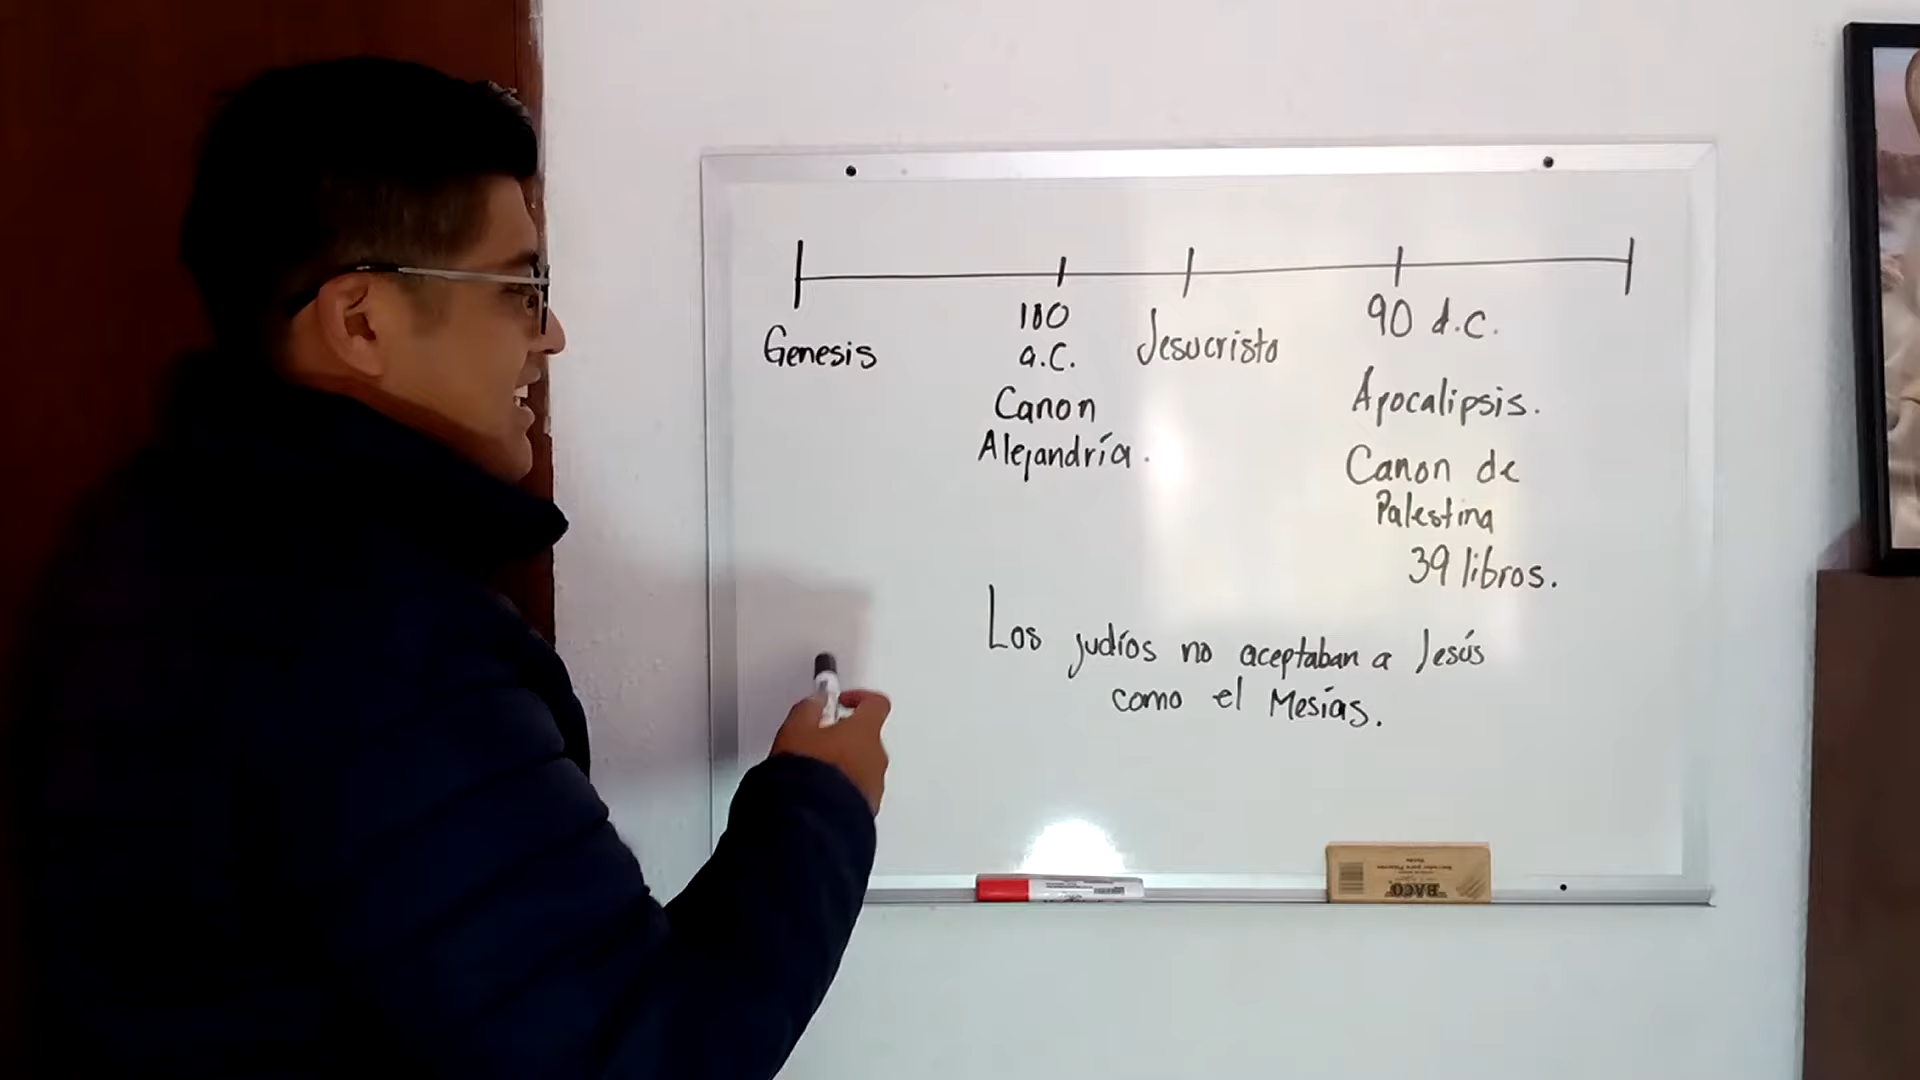 Genesis
100
a.C.
Canon
Alejandría.
Jesucristo
90 d.C.
Apocalipsis.
Canon de
Palestina
39 libros.
Los judíos no aceptaban a Jesús
como el Mesías.
BACO